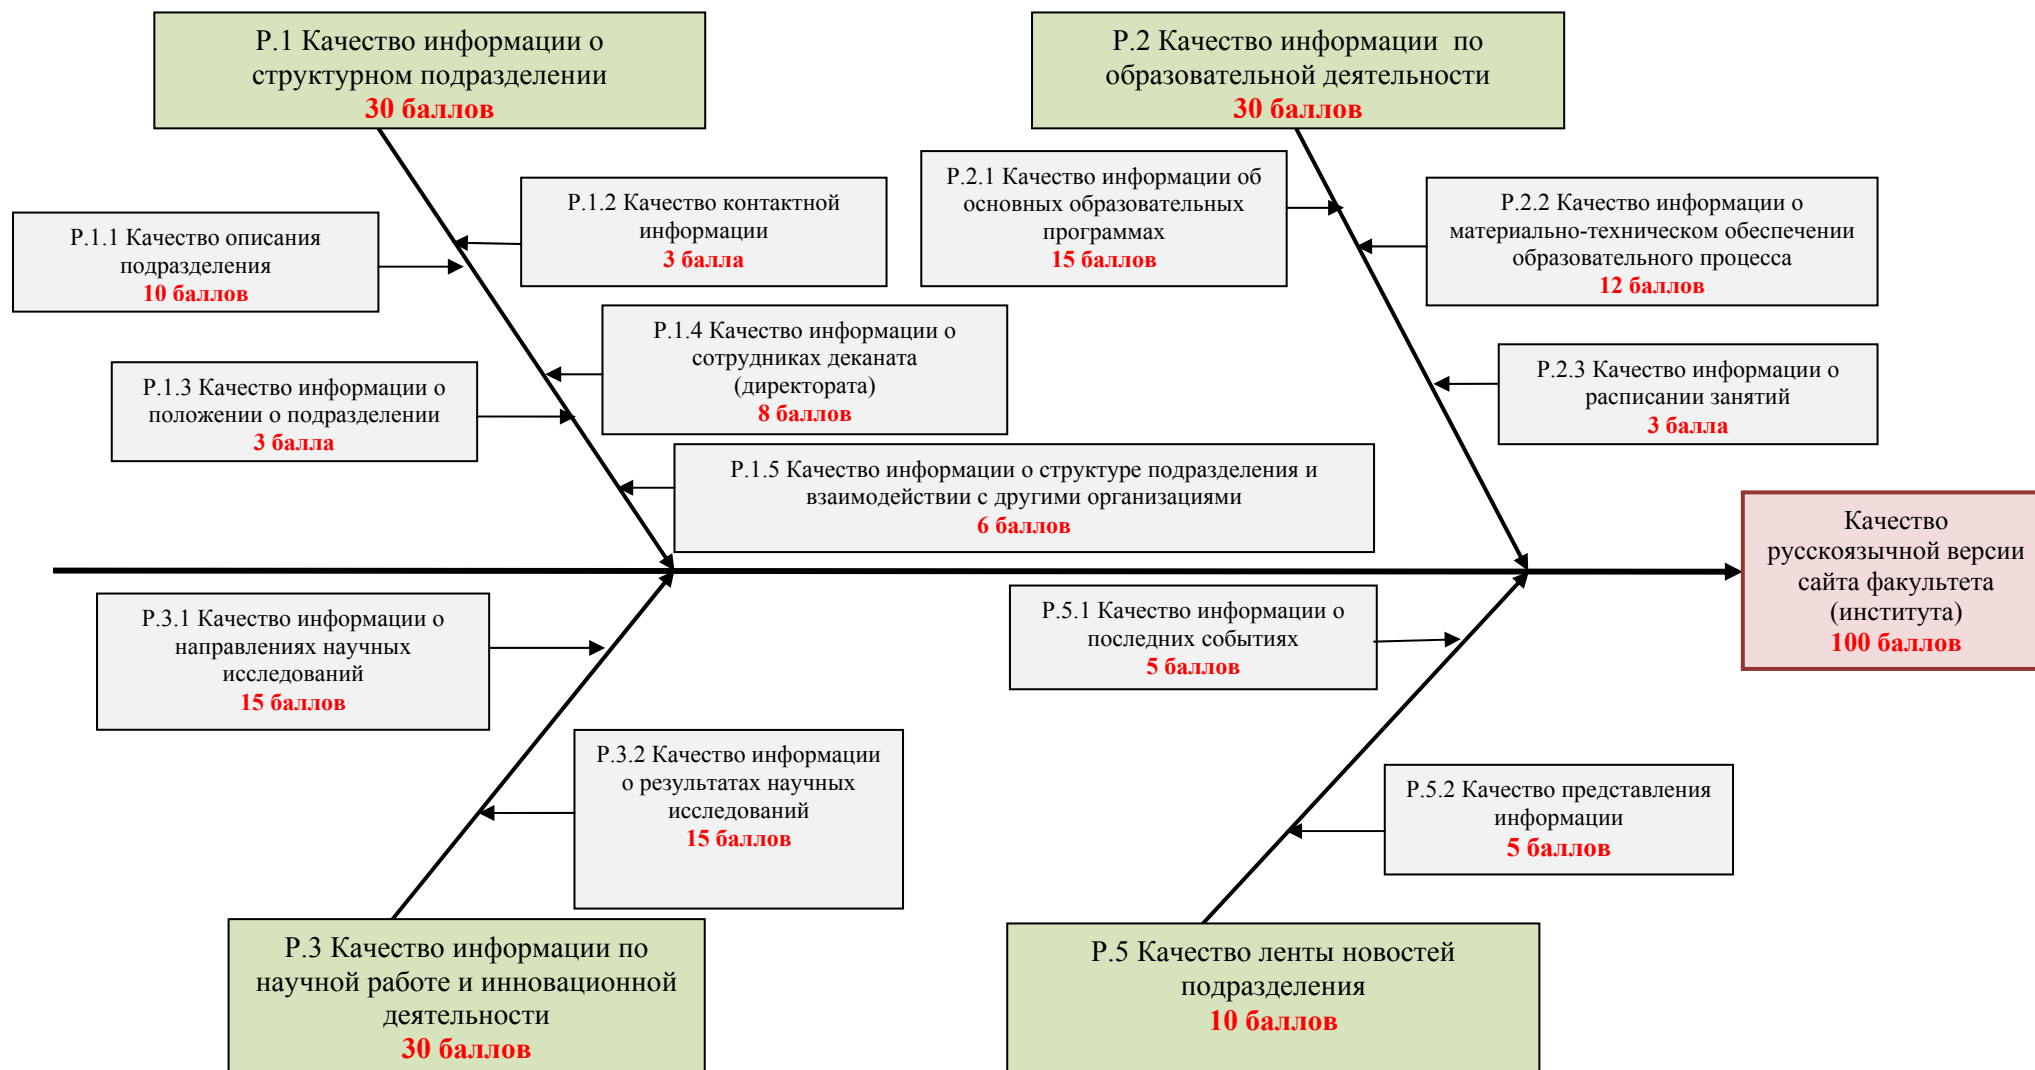 Р.1 Качество информации о
структурном подразделении
30 баллов
Р.2 Качество информации по
образовательной деятельности
30 баллов
Р.1.1 Качество описания
подразделения
10 баллов
Р.1.2 Качество контактной
информации
3 балла
Р.2.1 Качество информации об
основных образовательных
программах
15 баллов
Р.2.2 Качество информации о
материально-техническом обеспечении
образовательного процесса
12 баллов
Р.1.3 Качество информации о
положении о подразделении
3 балла
Р.1.4 Качество информации о
сотрудниках деканата
(директората)
8 баллов
Р.2.3 Качество информации о
расписании занятий
3 балла
Р.1.5 Качество информации о структуре подразделения и
взаимодействии с другими организациями
6 баллов
Качество
русскоязычной версии
сайта факультета
(института)
100 баллов
Р.3.1 Качество информации о
направлениях научных
исследований
15 баллов
Р.5.1 Качество информации о
последних событиях
5 баллов
Р.3.2 Качество информации
о результатах научных
исследований
15 баллов
Р.5.2 Качество представления
информации
5 баллов
Р.3 Качество информации по
научной работе и инновационной
деятельности
30 баллов
Р.5 Качество ленты новостей
подразделения
10 баллов